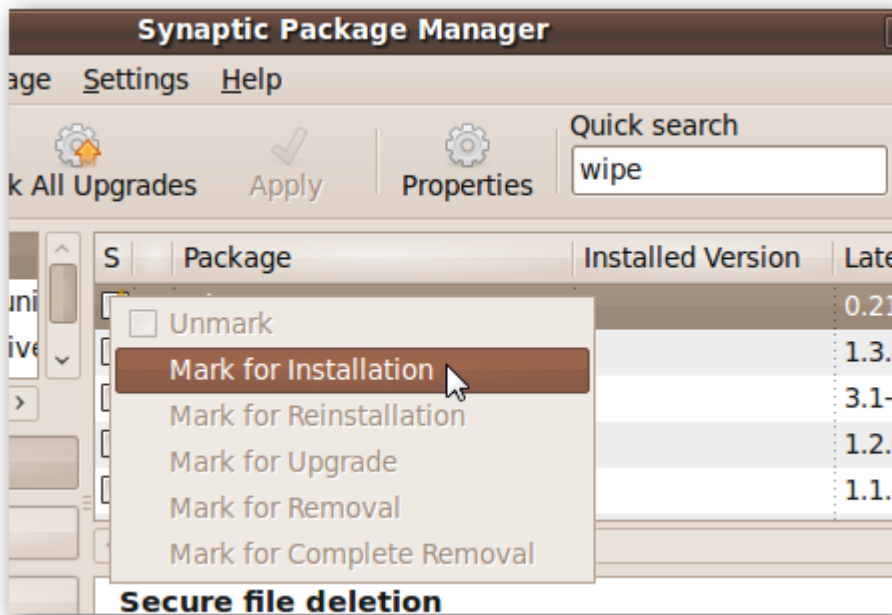 Synaptic Package Manager
age Settings Help
k All Upgrades Apply Properties Quick search
wipe
S Package Installed Version Late
0.21
uni
1.3.
ive
3.1-
1.2.
1.1.
Unmark
Mark for Installation
Mark for Reinstallation
Mark for Upgrade
Mark for Removal
Mark for Complete Removal
Secure file deletion